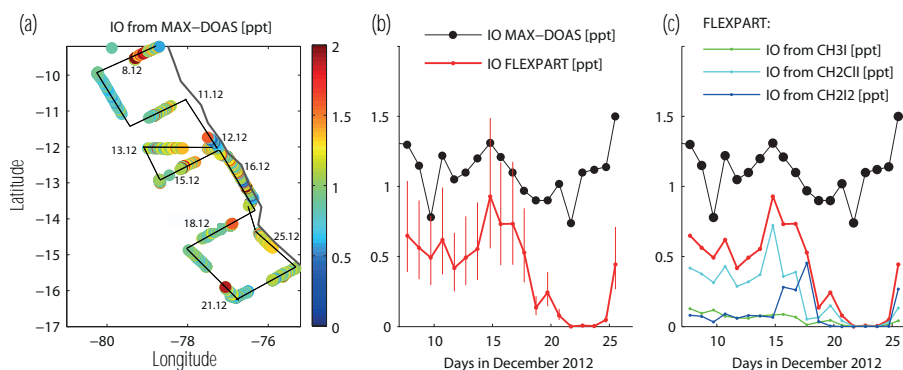 (a)
IO from MAX−DOAS [ppt]
−10
−11
−12
−13
−14
−15
−16
−17
Latitude
−80
−78
−76
Longitude
8.12
11.12
12.12
13.12
15.12
16.12
18.12
25.12
21.12
2
1.5
1
0.5
0
(b)
IO MAX−DOAS [ppt]
IO FLEXPART [ppt]
1.5
1
0.5
0
10
15
20
25
Days in December 2012
(c)
FLEXPART:
IO from CH3I [ppt]
IO from CH2ClI [ppt]
IO from CH2I2 [ppt]
1.5
1
0.5
0
10
15
20
25
Days in December 2012